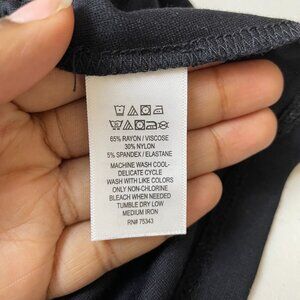 65% RAYON / VISCOSE
30% NYLON
5% SPANDEX / ELASTANE
MACHINE WASH COOL-
DELICATE CYCLE
WASH WITH LIKE COLORS
ONLY NON-CHLORINE
BLEACH WHEN NEEDED
TUMBLE DRY LOW
MEDIUM IRON
RN# 75343